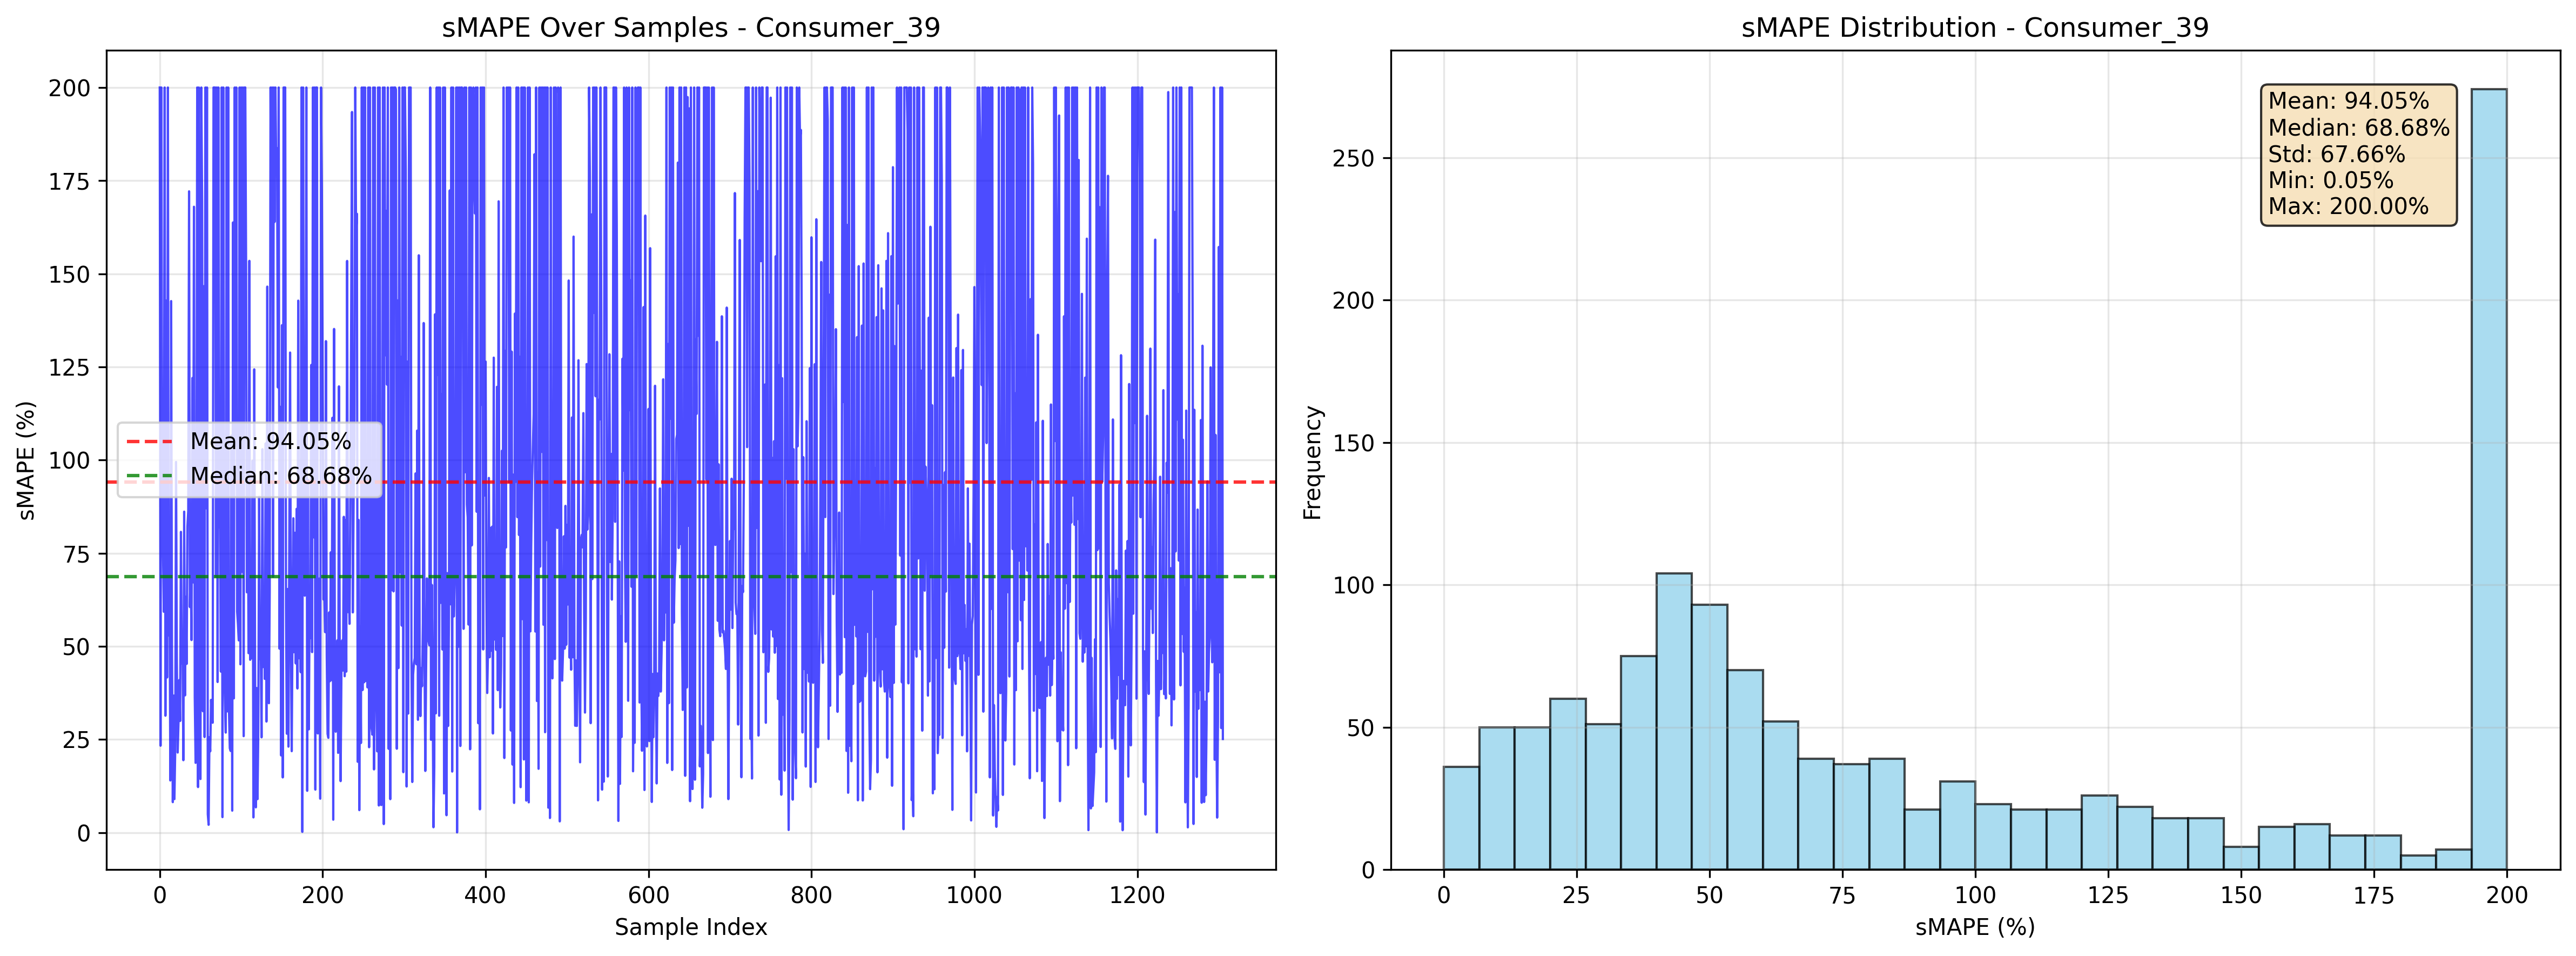 sMAPE Over Samples - Consumer_39
sMAPE (%)
200
175
150
125
100
75
50
25
0
Mean: 94.05%
Median: 68.68%
0 200 400 600 800 1000 1200
Sample Index
sMAPE Distribution - Consumer_39
Frequency
250
200
150
100
50
0
Mean: 94.05%
Median: 68.68%
Std: 67.66%
Min: 0.05%
Max: 200.00%
0 25 50 75 100 125 150 175 200
sMAPE (%)